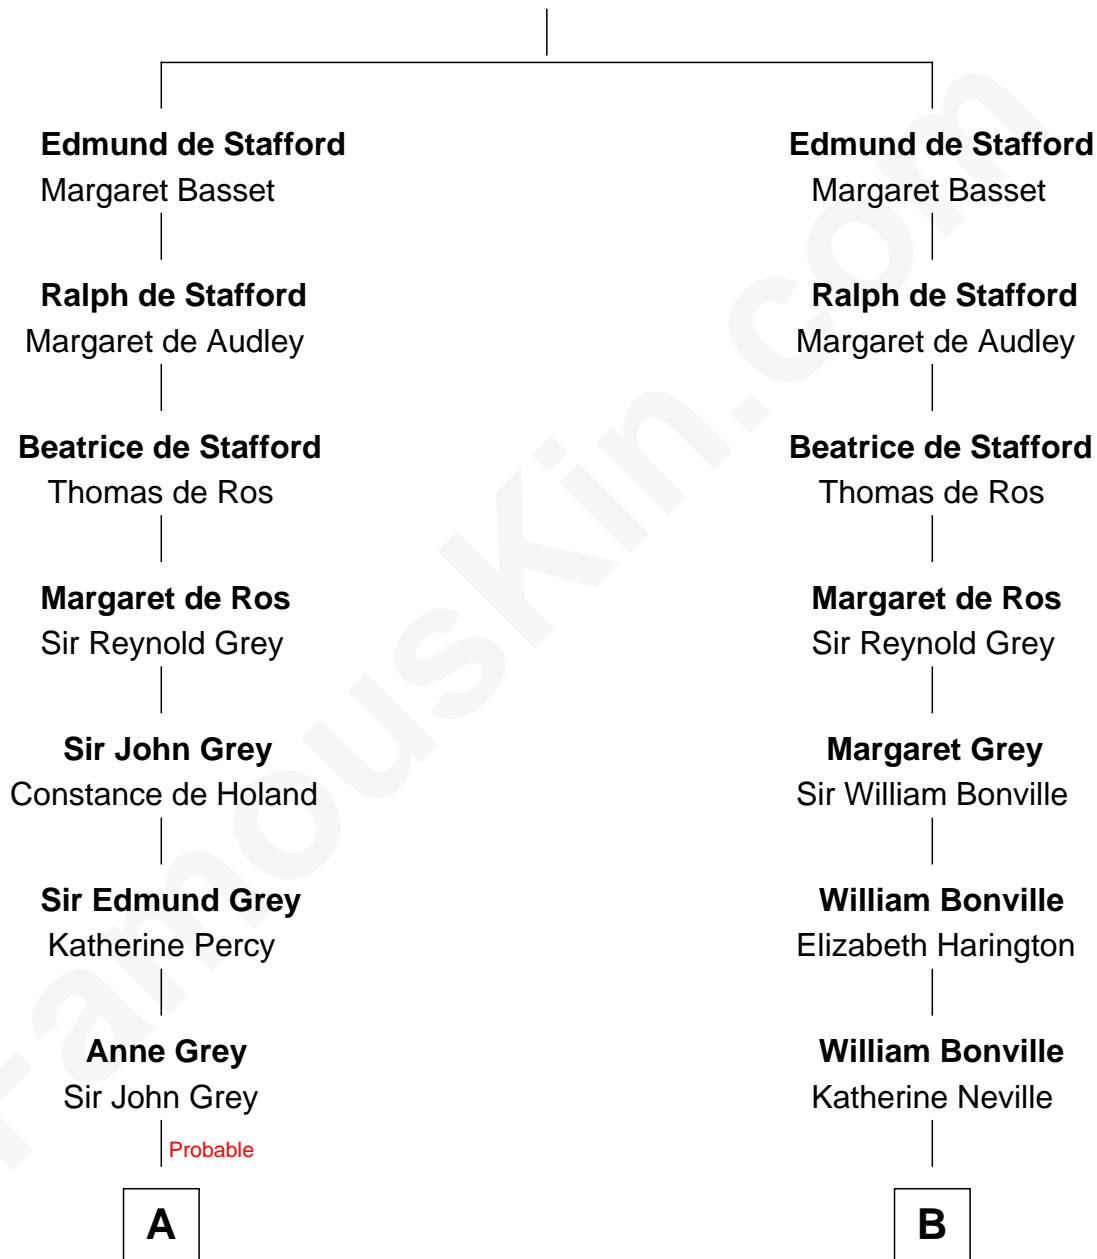 Edmund de Stafford
Margaret Basset
Ralph de Stafford
Margaret de Audley
Beatrice de Stafford
Thomas de Ros
Margaret de Ros
Sir Reynold Grey
Sir John Grey
Constance de Holand
Sir Edmund Grey
Katherine Percy
Anne Grey
Sir John Grey
Probable
A
Edmund de Stafford
Margaret Basset
Ralph de Stafford
Margaret de Audley
Beatrice de Stafford
Thomas de Ros
Margaret de Ros
Sir Reynold Grey
Margaret Grey
Sir William Bonville
William Bonville
Elizabeth Harington
William Bonville
Katherine Neville
B
FamousKin.com